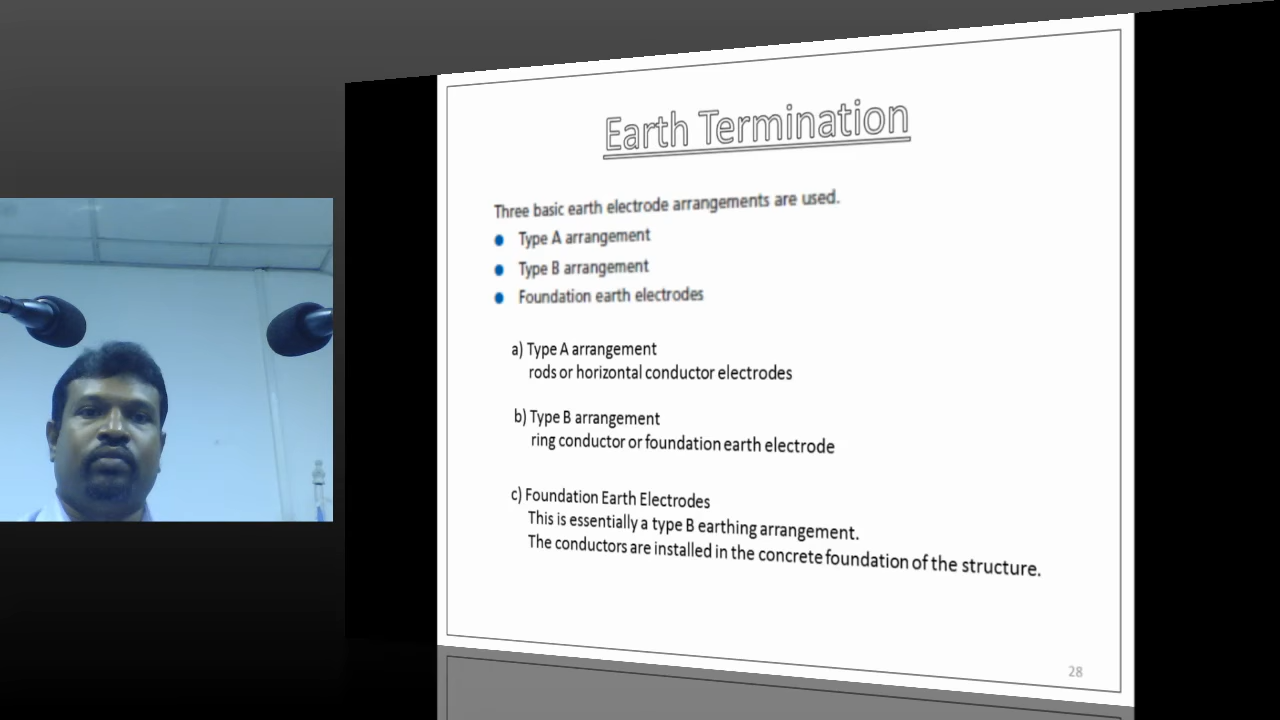 Earth Termination
Three basic earth electrode arrangements are used.
● Type A arrangement
● Type B arrangement
● Foundation earth electrodes
a) Type A arrangement
rods or horizontal conductor electrodes
b) Type B arrangement
ring conductor or foundation earth electrode
c) Foundation Earth Electrodes
This is essentially a type B earthing arrangement.
The conductors are installed in the concrete foundation of the structure.
28